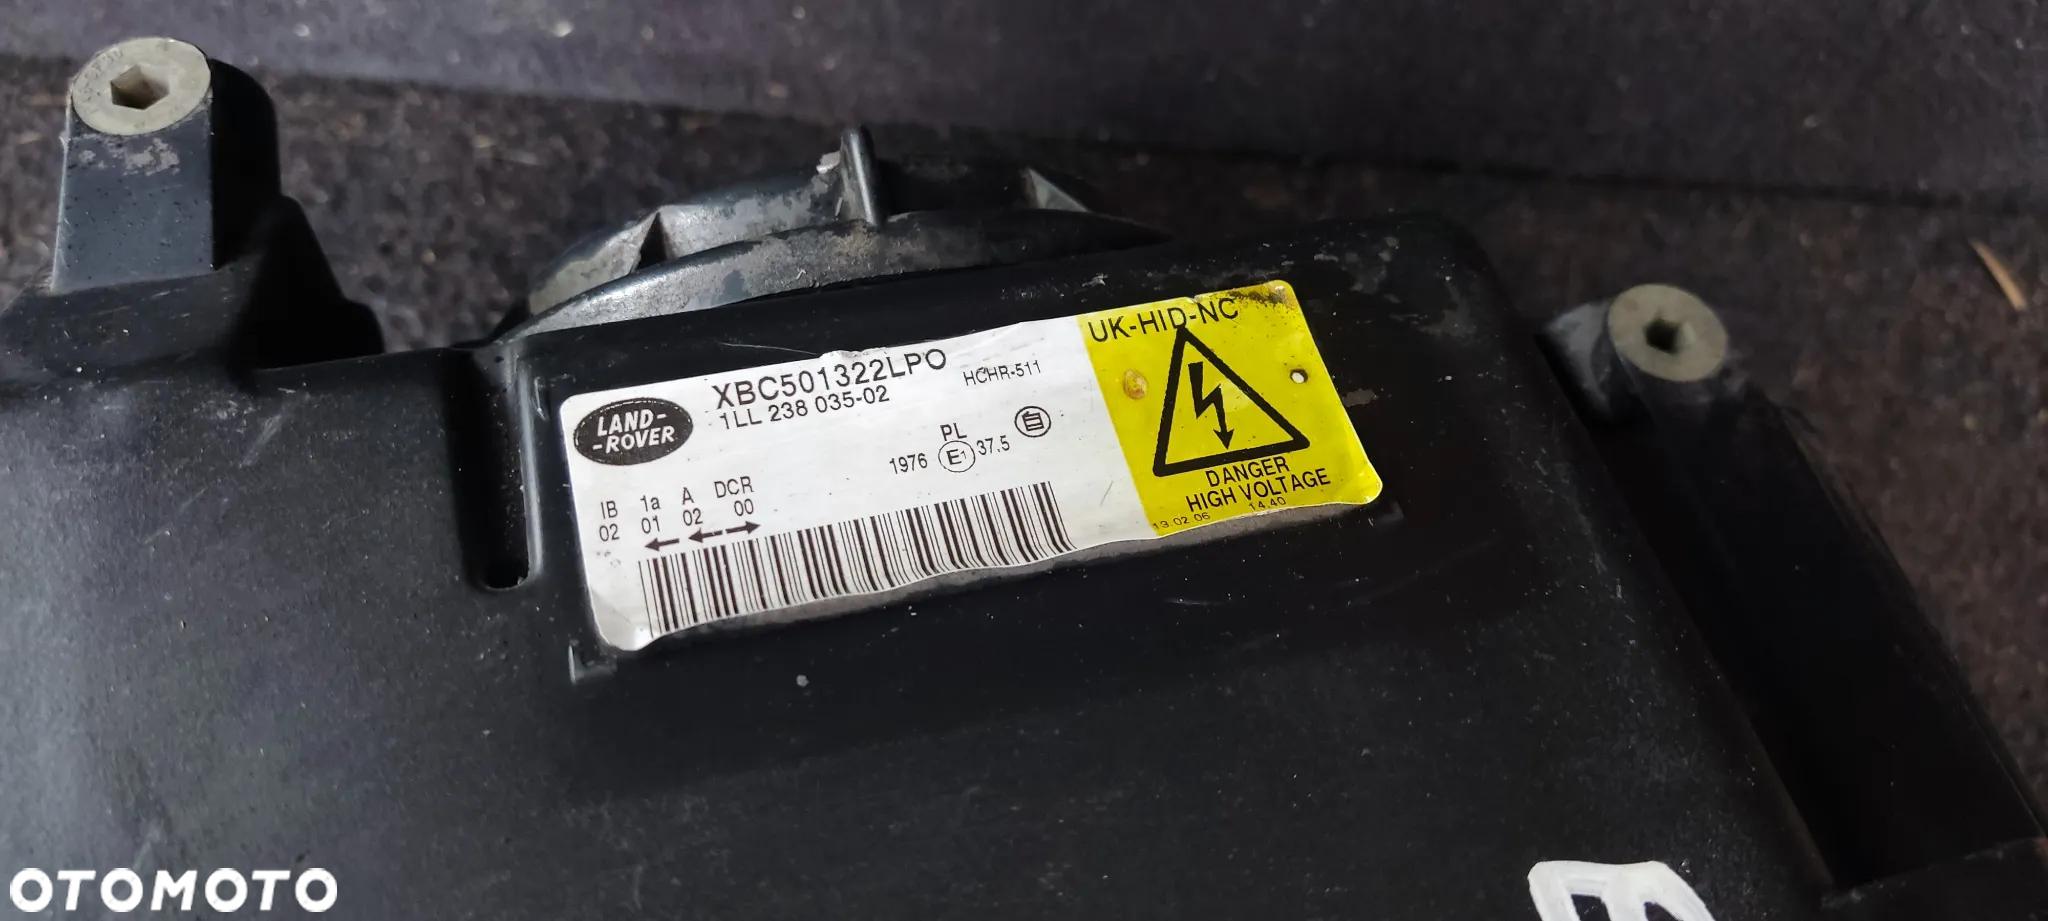 XBC501322LPO
1LL 238 035-02
HCHR-511
LAND-
-ROVER
PL
1976 E1 37.5
自
IB 1a A DCR
02 01 02 00
UK-HID-NC
DANGER
HIGH VOLTAGE
13 02 06 14.40
OTOMOTO